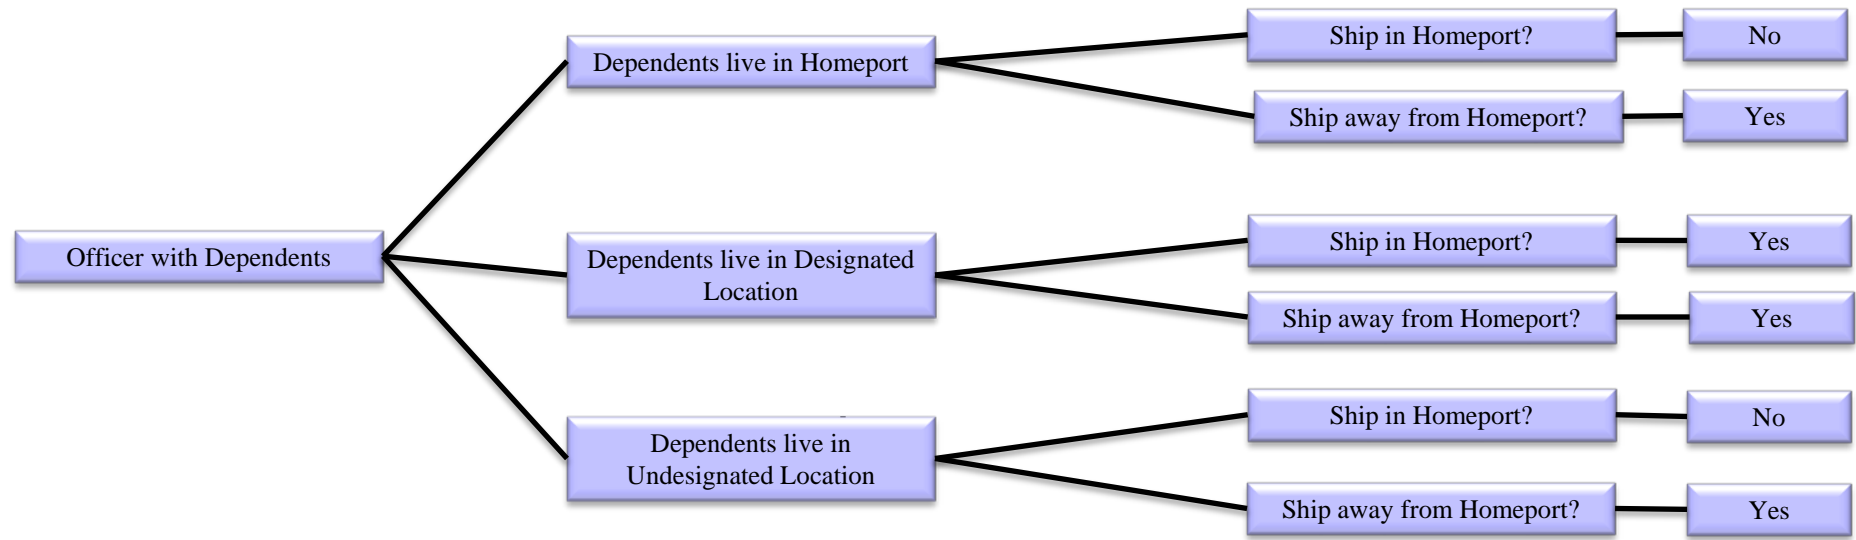 Officer with Dependents
Dependents live in Homeport
Ship in Homeport?
No
Ship away from Homeport?
Yes
Dependents live in Designated
Location
Ship in Homeport?
Yes
Ship away from Homeport?
Yes
Dependents live in
Undesignated Location
Ship in Homeport?
No
Ship away from Homeport?
Yes